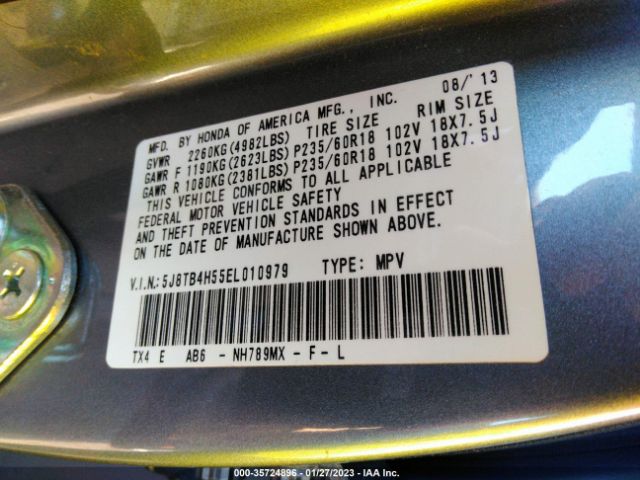 MFD. BY HONDA OF AMERICA MFG., INC. 08/'13
GVWR 2260KG(4982LBS) TIRE SIZE RIM SIZE
GAWR F 1190KG(2623LBS)P235/60R18 102V 18X7.5J
GAWR R 1080KG(2381LBS)P235/60R18 102V 18X7.5J
THIS VEHICLE CONFORMS TO ALL APPLICABLE
FEDERAL MOTOR VEHICLE SAFETY
AND THEFT PREVENTION STANDARDS IN EFFECT
ON THE DATE OF MANUFACTURE SHOWN ABOVE.
V.I.N.:5J8TB4H55EL010979 TYPE: MPV
TX4 E AB6 - NH789MX - F - L
000-35724896 - 01/27/2023 - IAA Inc.